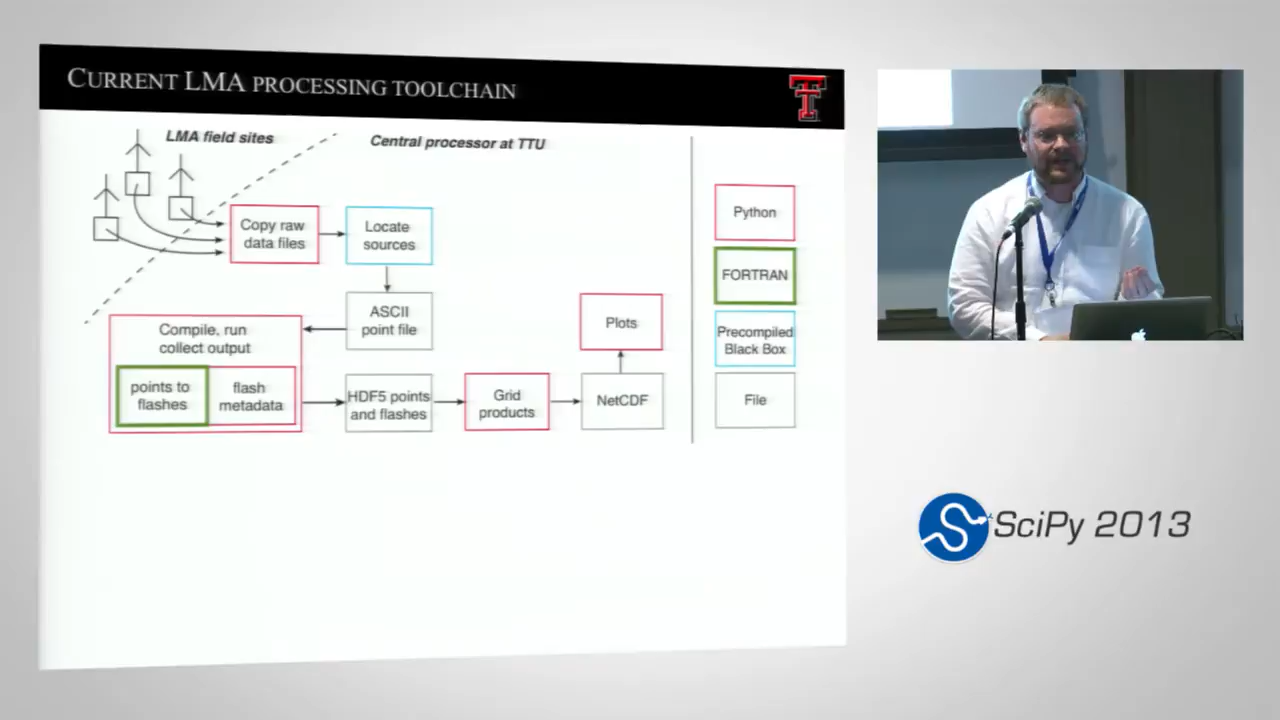 CURRENT LMA PROCESSING TOOLCHAIN
LMA field sites
Central processor at TTU
Copy raw
data files
Locate
sources
ASCII
point file
Compile, run
collect output
points to
flashes
flash
metadata
HDF5 points
and flashes
Grid
products
NetCDF
Plots
Python
FORTRAN
Precompiled
Black Box
File
SciPy 2013